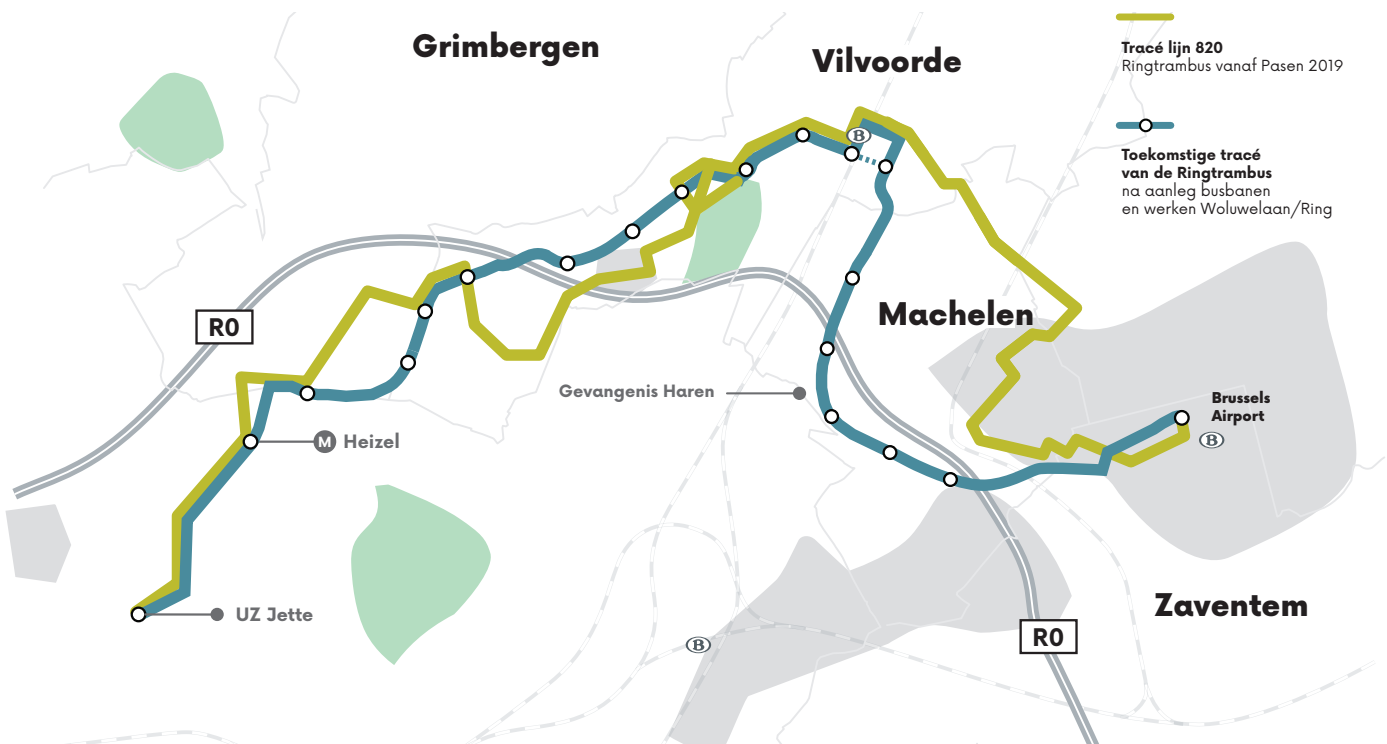 Grimbergen
Vilvoorde
Tracé lijn 820
Ringtrambus vanaf Pasen 2019
B
Toekomstige tracé
van de Ringtrambus
na aanleg busbanen
en werken Woluwelaan/Ring
R0
Machelen
Gevangenis Haren
Brussels
Airport
B
M Heizel
UZ Jette
Zaventem
R0
B